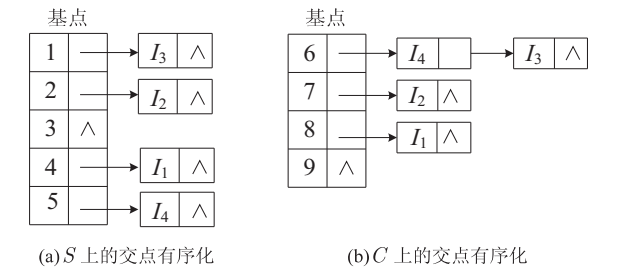 基点
1 I₃ ∧
2 I₂ ∧
3 ∧
4 I₁ ∧
5 I₄ ∧
(a) S 上的交点有序化
基点
6 I₄ I₃ ∧
7 I₂ ∧
8 I₁ ∧
9 ∧
(b) C 上的交点有序化